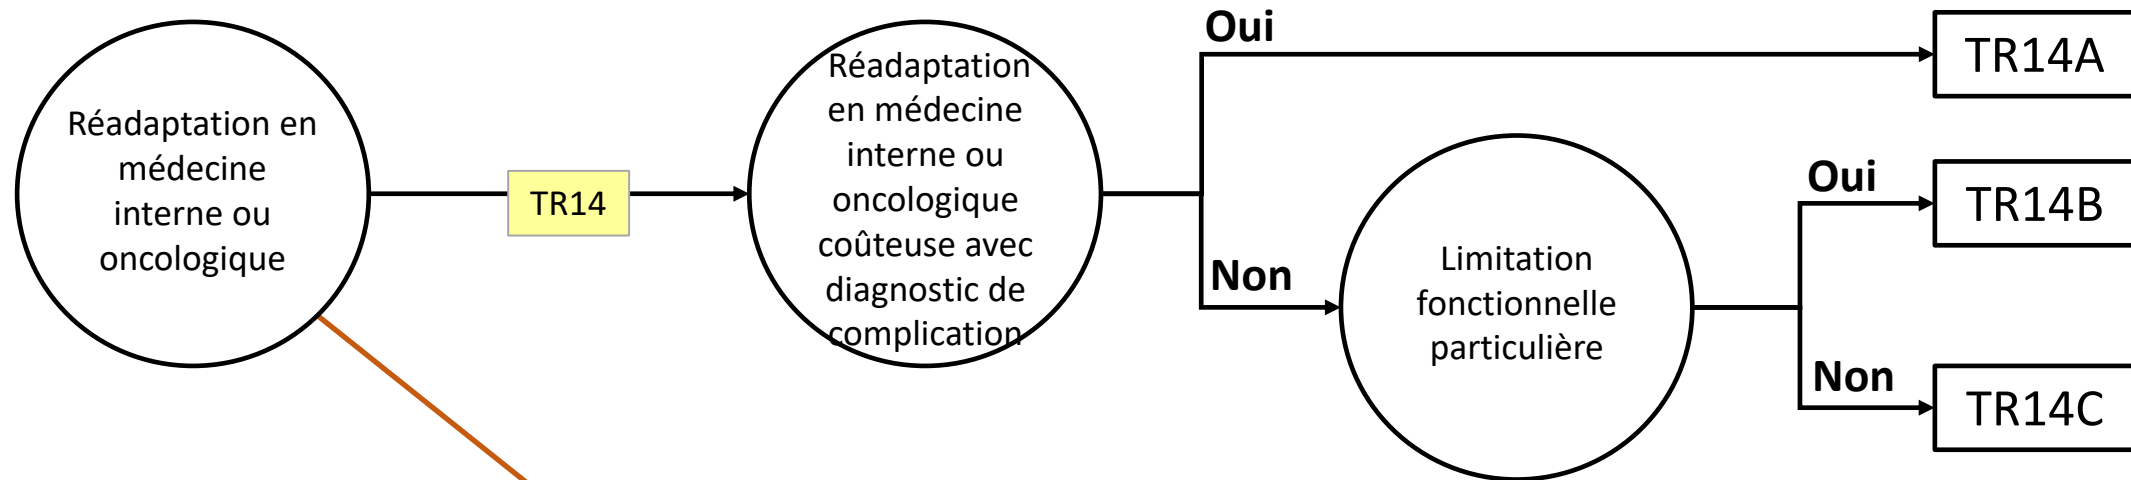 Réadaptation en
médecine
interne ou
oncologique
TR14
Réadaptation
en médecine
interne ou
oncologique
coûteuse avec
diagnostic de
complication
Oui
TR14A
Non
Limitation
fonctionnelle
particulière
Oui
TR14B
Non
TR14C